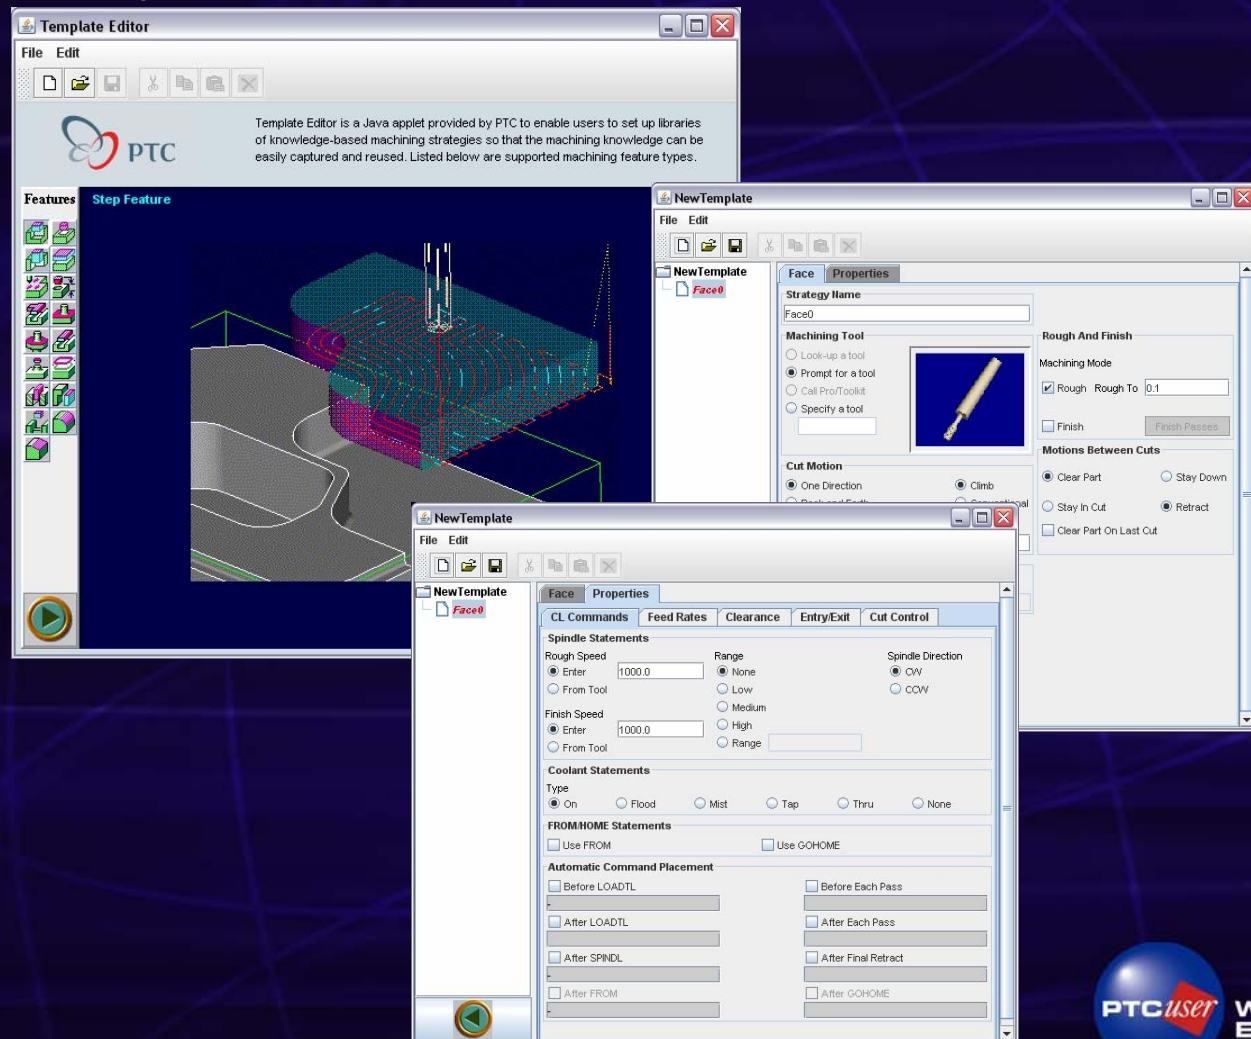 Template Editor
File Edit
PTC
Template Editor is a Java applet provided by PTC to enable users to set up libraries
of knowledge-based machining strategies so that the machining knowledge can be
easily captured and reused. Listed below are supported machining feature types.
Features
Step Feature
NewTemplate
File Edit
NewTemplate
Face0
Face Properties
Strategy Name
Face0
Machining Tool
Look-up a tool
Prompt for a tool
Call Pro/Toolkit
Specify a tool
Rough And Finish
Machining Mode
Rough Rough To 0.1
Finish Finish Passes
Cut Motion
One Direction Climb
Motions Between Cuts
Clear Part Stay Down
Stay In Cut Retract
Clear Part On Last Cut
NewTemplate
File Edit
NewTemplate
Face0
Face Properties
CL Commands Feed Rates Clearance Entry/Exit Cut Control
Spindle Statements
Rough Speed Range Spindle Direction
Enter 1000.0 None CW
From Tool Low CCW
Medium
Finish Speed
Enter 1000.0 High
From Tool Range
Coolant Statements
Type
On Flood Mist Tap Thru None
FROM/HOME Statements
Use FROM Use GOHOME
Automatic Command Placement
Before LOADTL Before Each Pass
-
After LOADTL After Each Pass
After SPINDL After Final Retract
-
After FROM After GOHOME
-
PTCuser